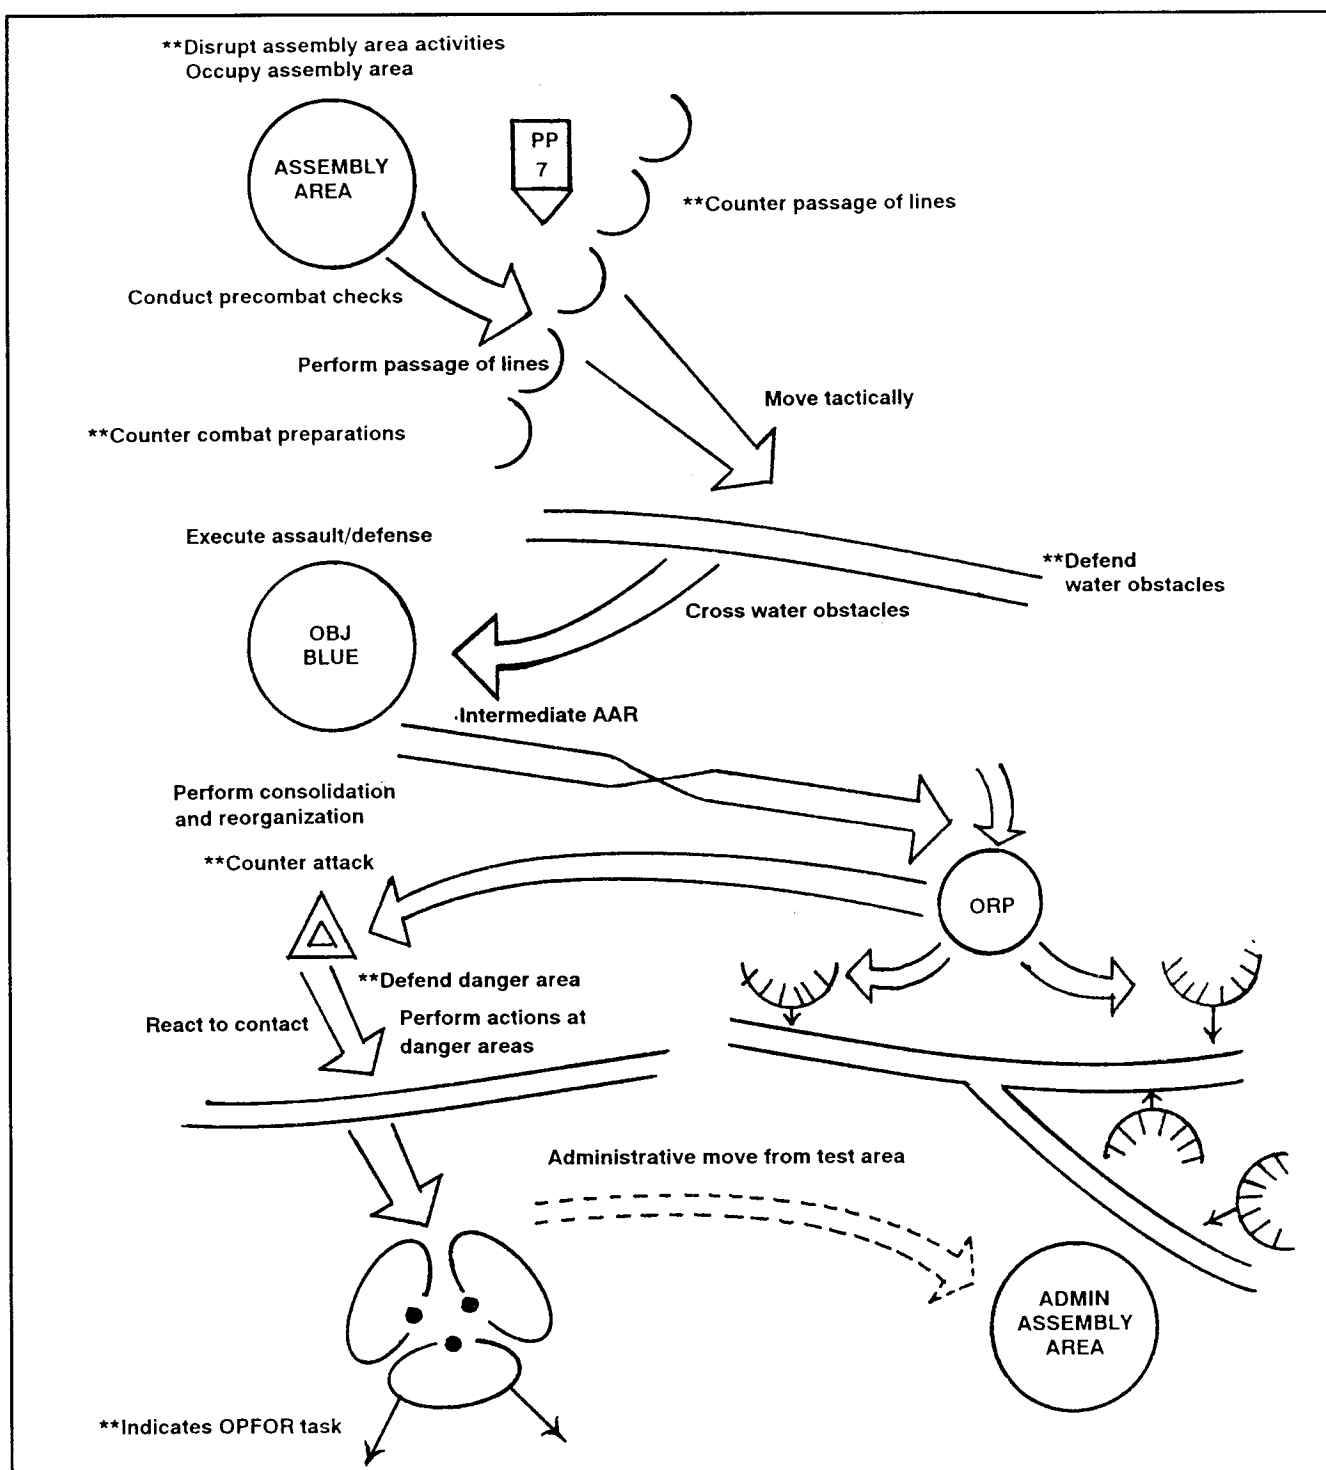 **Disrupt assembly area activities
Occupy assembly area
ASSEMBLY
AREA
PP
7
**Counter passage of lines
Conduct precombat checks
Perform passage of lines
Move tactically
**Counter combat preparations
Execute assault/defense
**Defend
water obstacles
Cross water obstacles
OBJ
BLUE
Intermediate AAR
Perform consolidation
and reorganization
**Counter attack
ORP
**Defend danger area
React to contact
Perform actions at
danger areas
Administrative move from test area
ADMIN
ASSEMBLY
AREA
**Indicates OPFOR task